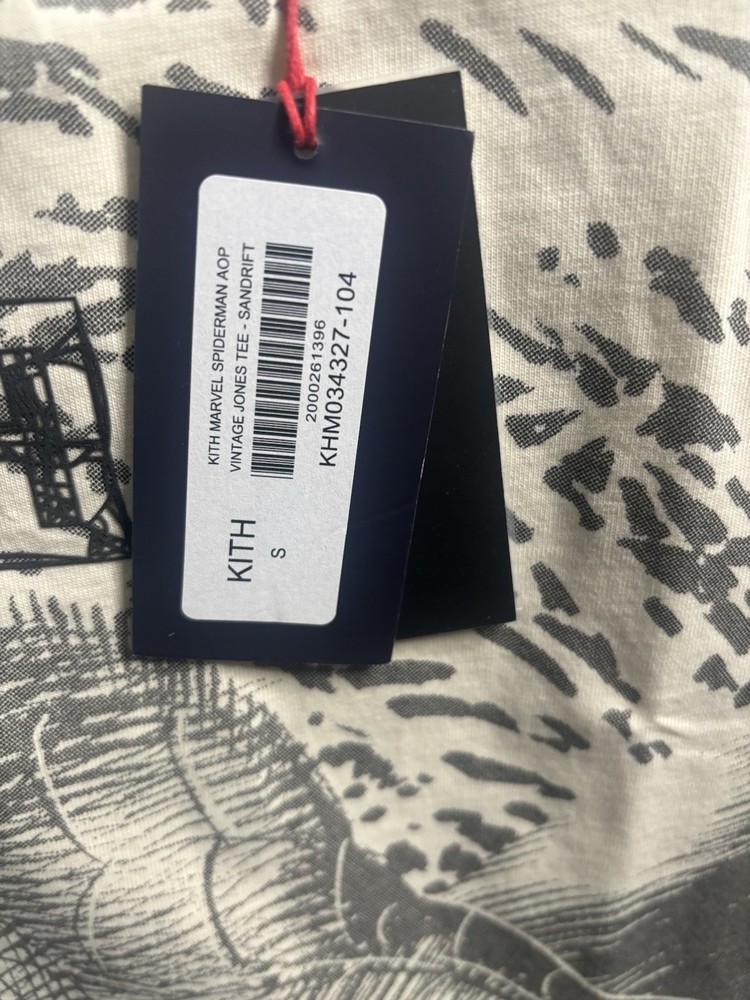 KITH MARVEL SPIDERMAN AOP
VINTAGE JONES TEE - SANDRIFT
2000261396
KHM034327-104
KITH
S